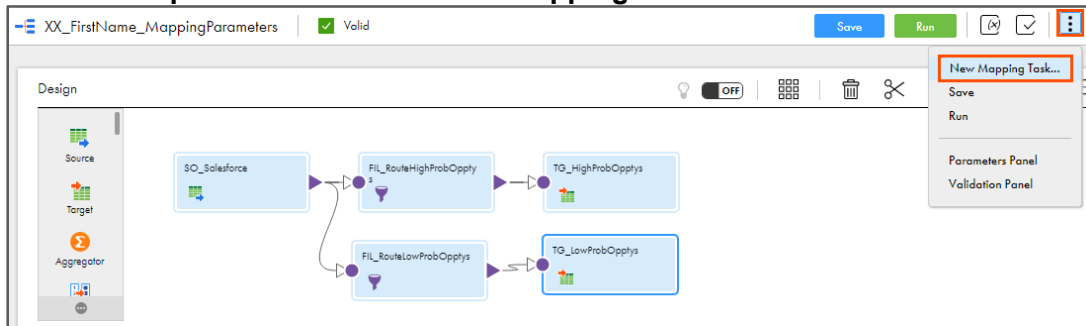 XX_FirstName_MappingParameters
Valid
Save
Run
New Mapping Task...
Save
Run
Parameters Panel
Validation Panel
Design
OFF
Source
Target
Aggregator
SO_Salesforce
FIL_RouteHighProbOppty
s
TG_HighProbOpptys
FIL_RouteLowProbOpptys
TG_LowProbOpptys